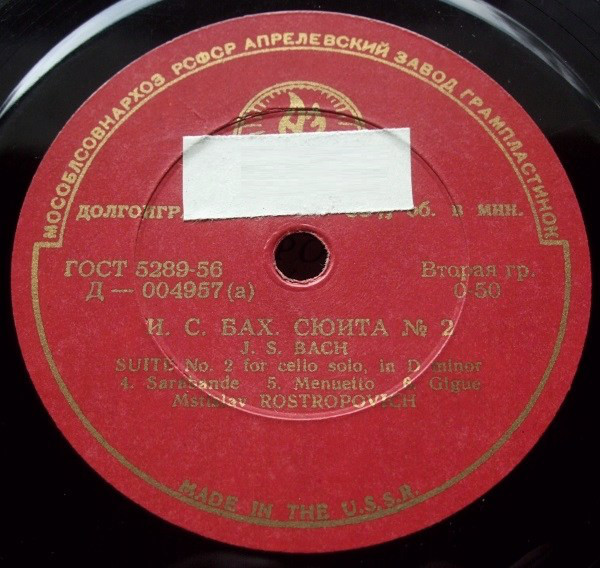 МОСОБЛСОВНАРХОЗ РСФСР АПРЕЛЕВСКИЙ ЗАВОД ГРАМПЛАСТИНОК
об. в мин.
ГОСТ 5289-56
Вторая гр.
Д — 004957(а)
0-50
И. С. БАХ. СЮИТА № 2
J. S. BACH
SUITE No. 2 for cello solo, in D minor
4. Sarabande 5. Menuetto 6. Gigue
Mstislav ROSTROPOVICH
MADE IN THE U.S.S.R.